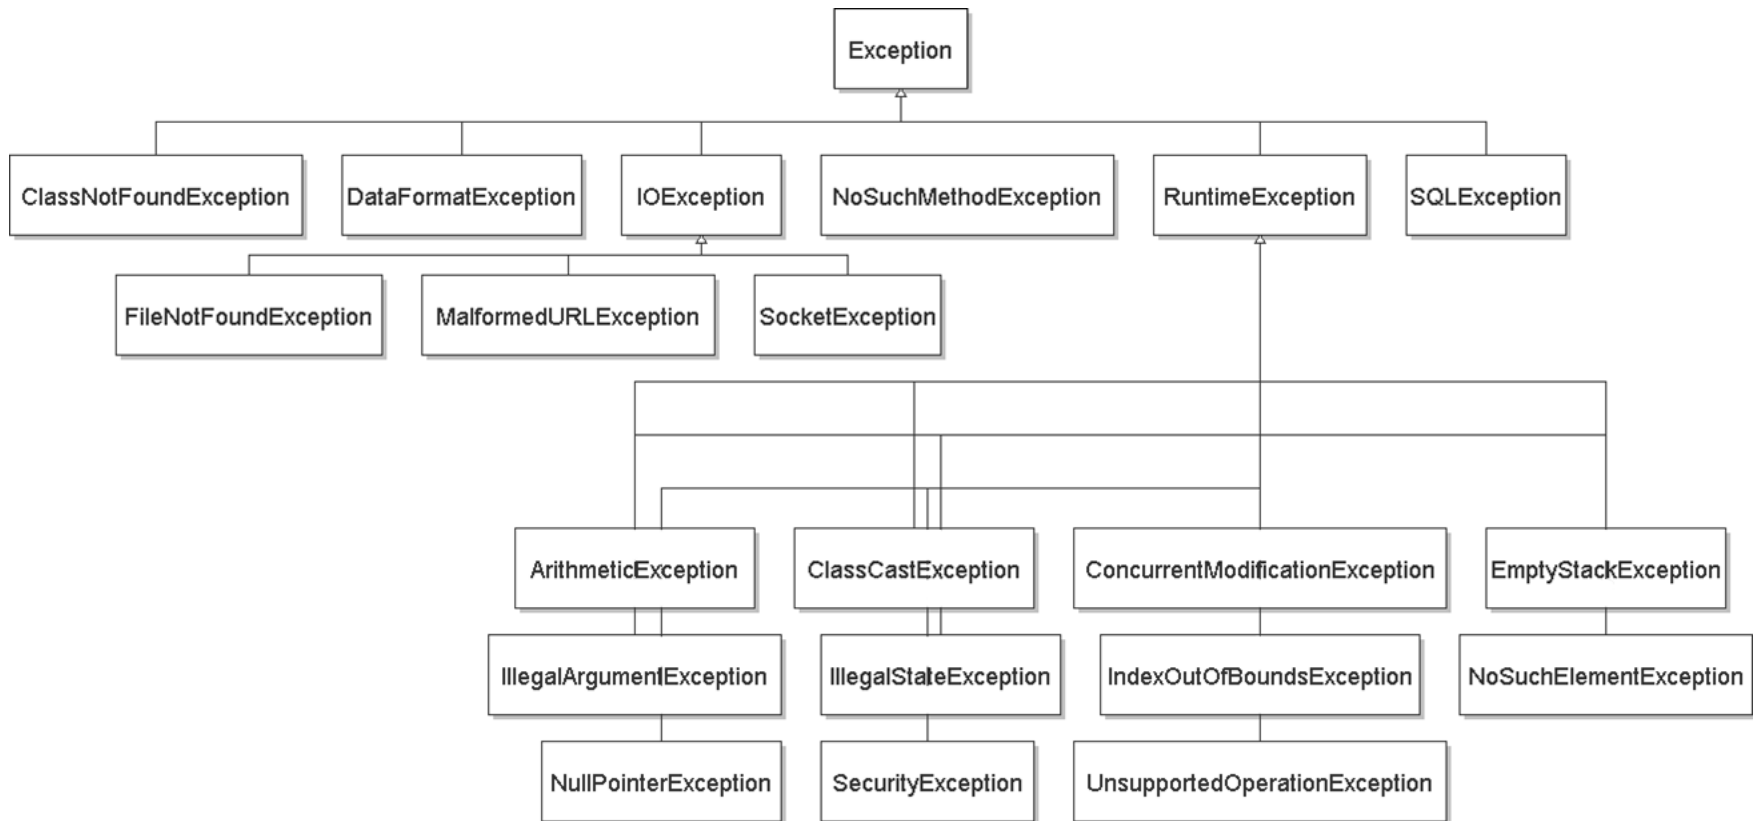 Exception
ClassNotFoundException
DataFormatException
IOException
NoSuchMethodException
RuntimeException
SQLException
FileNotFoundException
MalformedURLException
SocketException
ArithmeticException
ClassCastException
ConcurrentModificationException
EmptyStackException
IllegalArgumentException
IllegalStateException
IndexOutOfBoundsException
NoSuchElementException
NullPointerException
SecurityException
UnsupportedOperationException